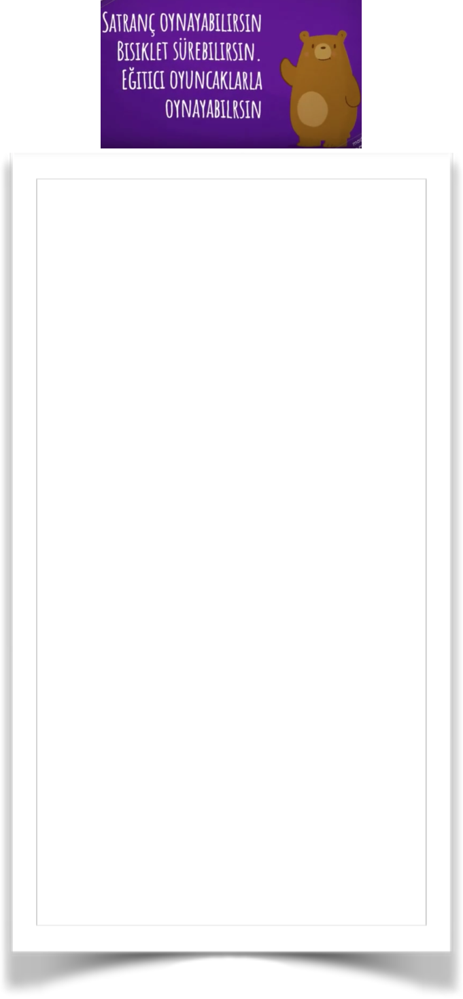 SATRANÇ OYNAYABILIRSIN
BISIKLET SÜREBILIRSIN.
EĞITICI OYUNCAKLARLA
OYNAYABILRSIN